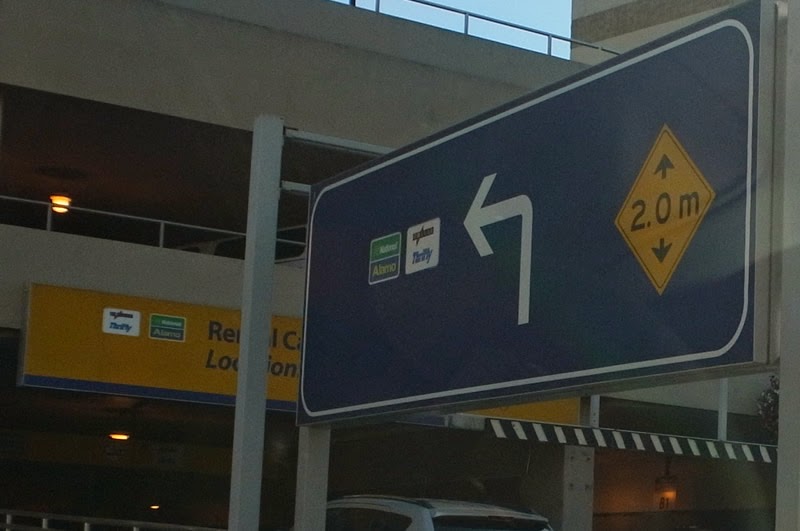 2.0 m
National
Alamo
Thrifty
Thrifty
National
Alamo
Rental Ca
Location